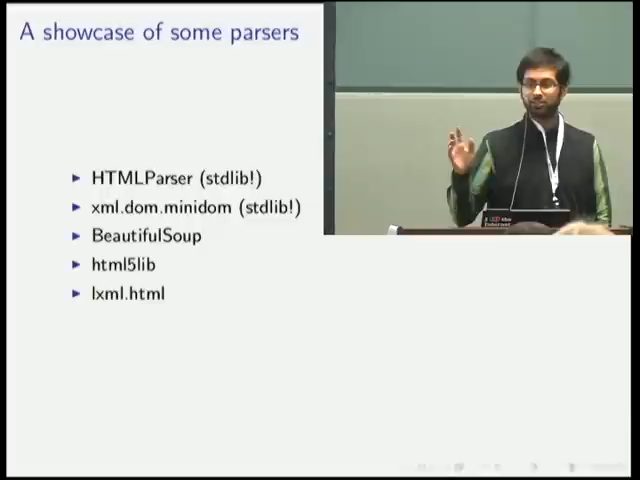 A showcase of some parsers
HTMLParser (stdlib!)
xml.dom.minidom (stdlib!)
BeautifulSoup
html5lib
lxml.html